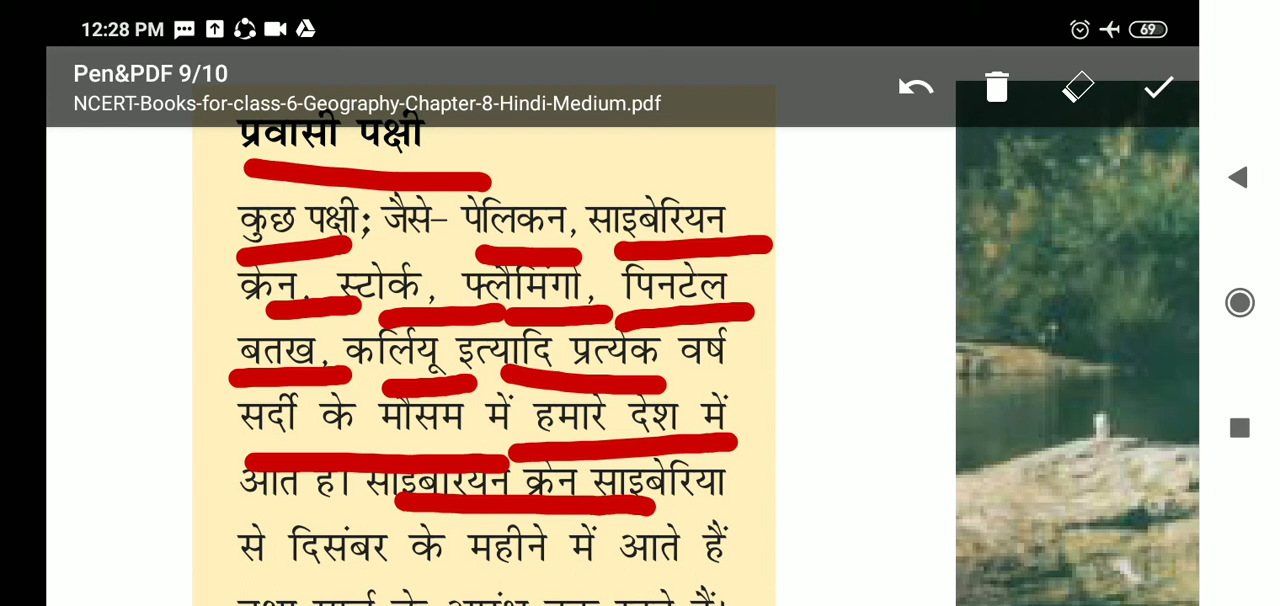 12:28 PM
69
Pen&PDF 9/10
NCERT-Books-for-class-6-Geography-Chapter-8-Hindi-Medium.pdf
प्रवासी पक्षी
कुछ पक्षी; जैसे– पेलिकन, साइबेरियन
क्रेन, स्टोर्क, फ्लैमिंगो, पिनटेल
बतख, कर्लियू इत्यादि प्रत्येक वर्ष
सर्दी के मौसम में हमारे देश में
आते हैं। साइबेरियन क्रेन साइबेरिया
से दिसंबर के महीने में आते हैं